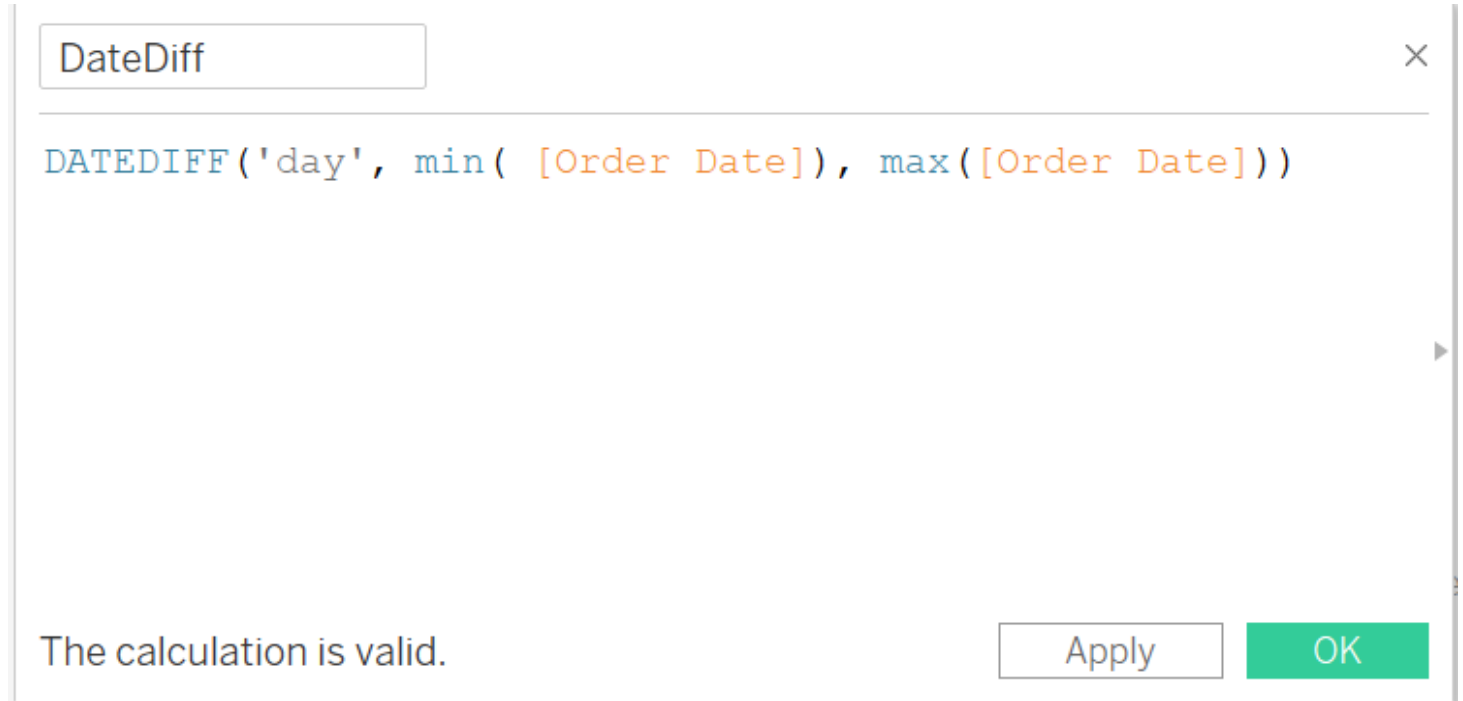 DateDiff
DATEDIFF('day', min( [Order Date]), max([Order Date]))
The calculation is valid.
Apply
OK